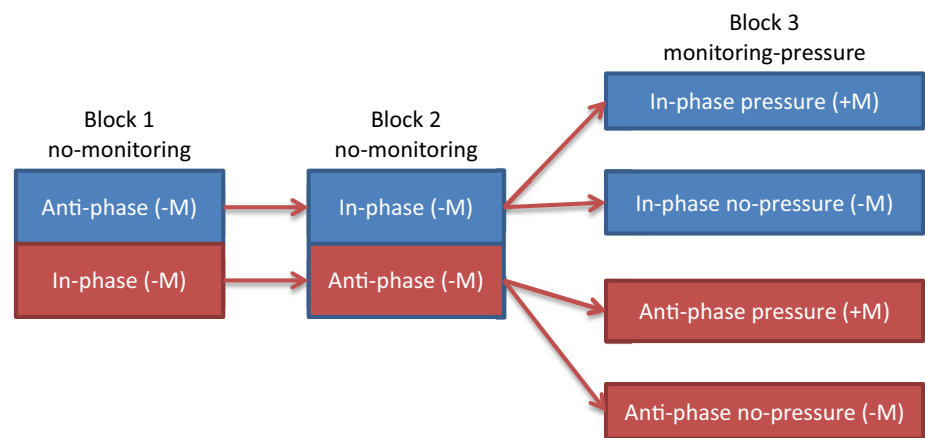 Block 1
no-monitoring
Anti-phase (-M)
In-phase (-M)
Block 2
no-monitoring
In-phase (-M)
Anti-phase (-M)
Block 3
monitoring-pressure
In-phase pressure (+M)
In-phase no-pressure (-M)
Anti-phase pressure (+M)
Anti-phase no-pressure (-M)